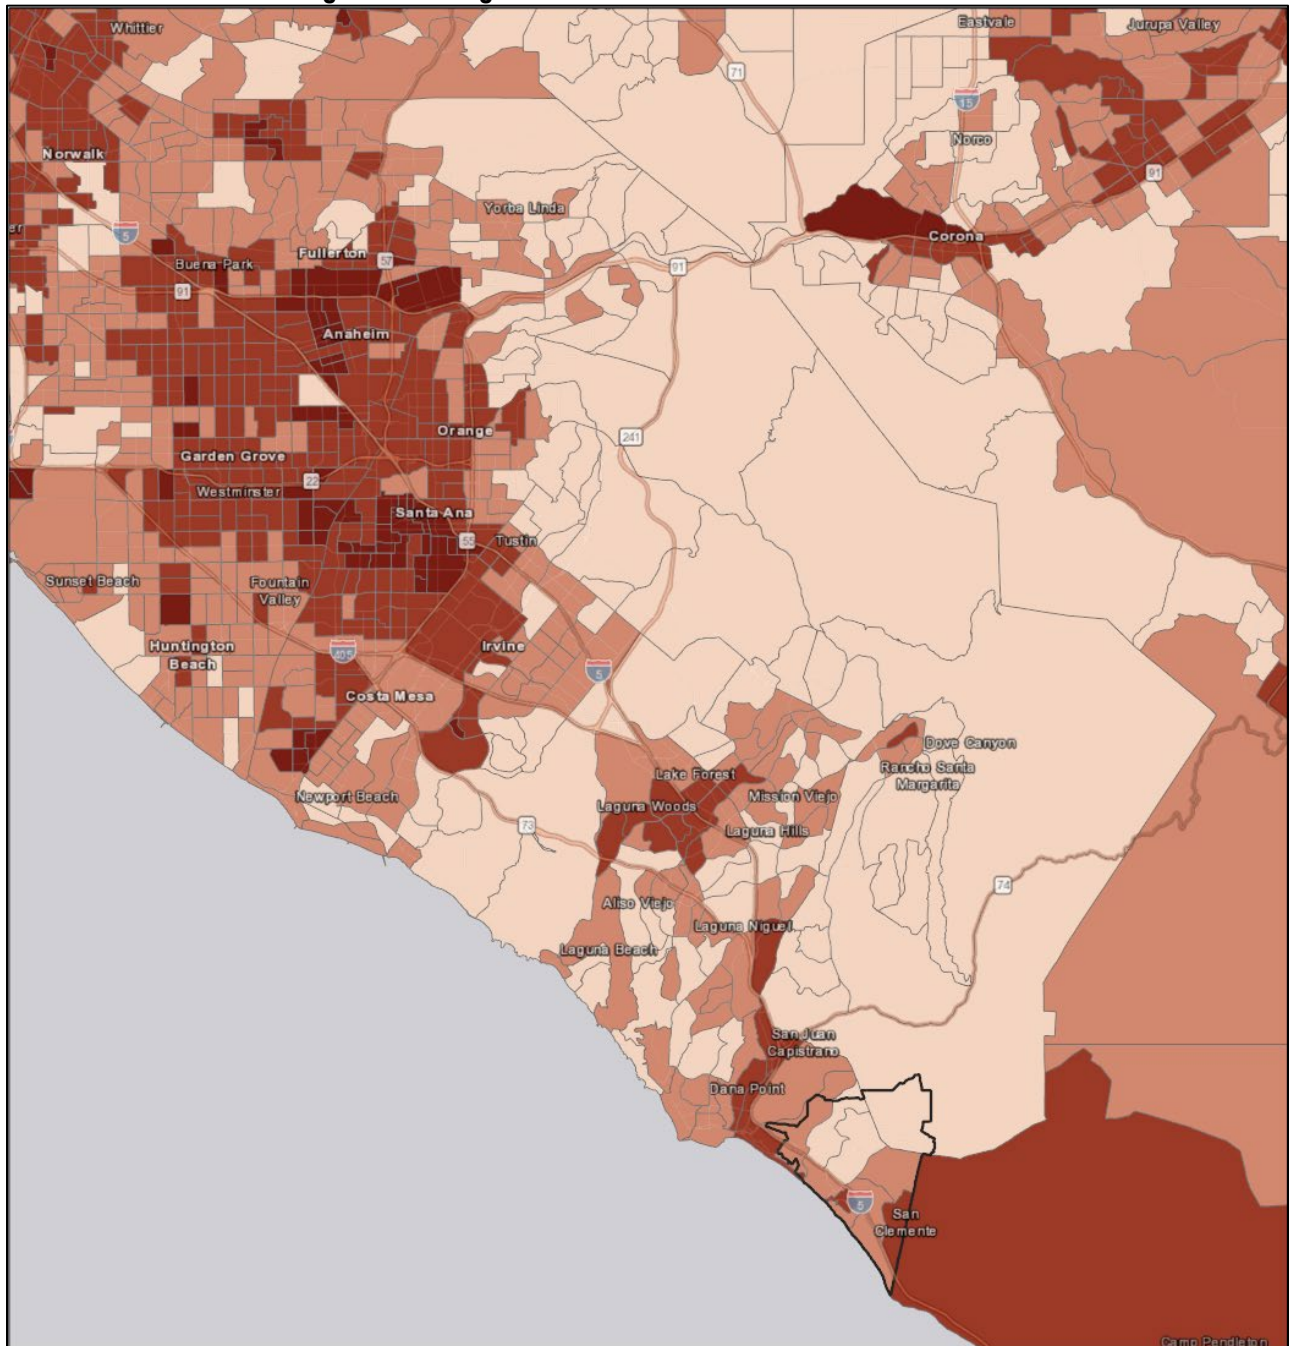 Whittier
Eastvale
Jurupa Valley
71
15
Norco
Norwalk
91
Yorba Linda
er
5
Corona
Fullerton
57
Buena Park
91
91
Anaheim
Orange
241
Garden Grove
22
Westminster
Santa Ana
55
Tustin
Sunset Beach
Fountain
Valley
Huntington
Beach
405
Irvine
5
Costa Mesa
Dove Canyon
Rancho Santa
Margarita
Lake Forest
Newport Beach
Laguna Woods
Mission Viejo
73
Laguna Hills
74
Aliso Viejo
Laguna Niguel
Laguna Beach
San Juan
Capistrano
Dana Point
5
San
Clemente
Camp Pendleton